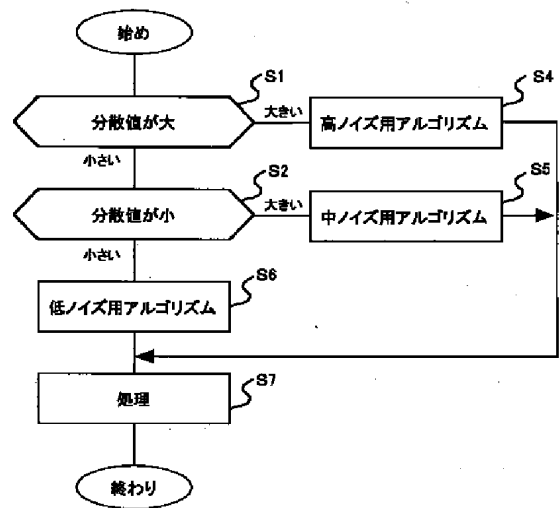 始め
S1
分散値が大
大きい
S4
高ノイズ用アルゴリズム
小さい
S2
分散値が小
大きい
S5
中ノイズ用アルゴリズム
小さい
S6
低ノイズ用アルゴリズム
S7
処理
終わり